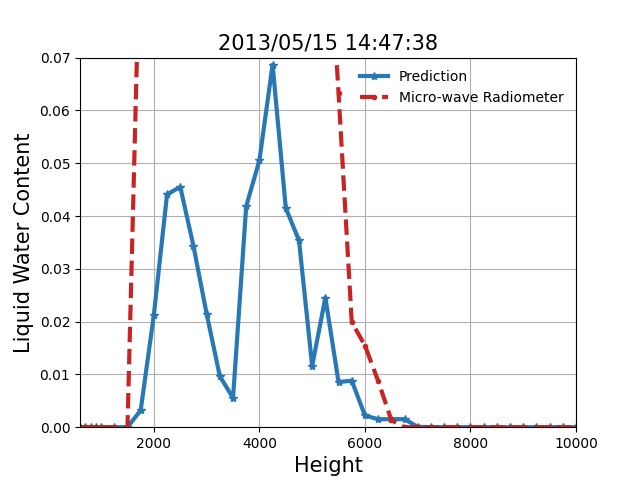 2013/05/15 14:47:38
0.07
0.06
0.05
0.04
0.03
0.02
0.01
0.00
Liquid Water Content
Prediction
Micro-wave Radiometer
2000 4000 6000 8000 10000
Height